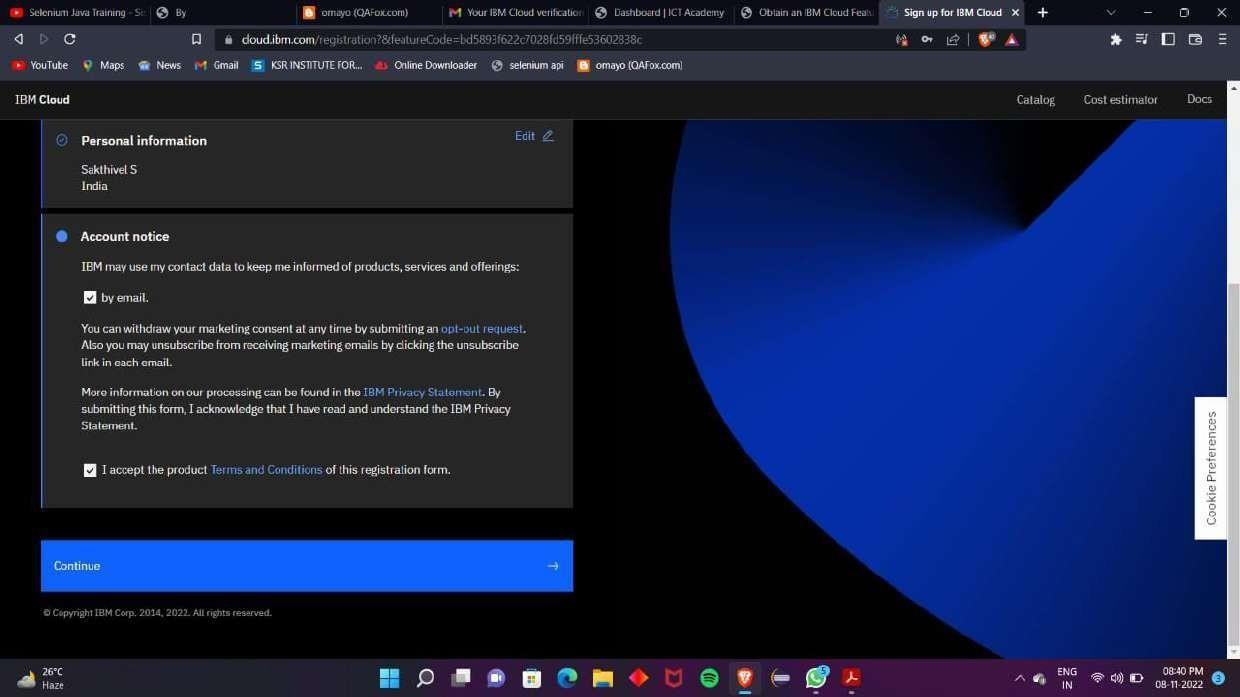 Selenium Java Training - Se
By
omayo (QAFox.com)
Your IBM Cloud verification
Dashboard | ICT Academy
Obtain an IBM Cloud Featu
Sign up for IBM Cloud
cloud.ibm.com/registration?&featureCode=bd5893f622c7028fd59fffe53602838c
YouTube
Maps
News
Gmail
KSR INSTITUTE FOR...
Online Downloader
selenium api
omayo (QAFox.com)
IBM Cloud
Catalog
Cost estimator
Docs
Personal information
Edit
Sakthivel S
India
Account notice
IBM may use my contact data to keep me informed of products, services and offerings:
by email.
You can withdraw your marketing consent at any time by submitting an opt-out request.
Also you may unsubscribe from receiving marketing emails by clicking the unsubscribe
link in each email.
More information on our processing can be found in the IBM Privacy Statement. By
submitting this form, I acknowledge that I have read and understand the IBM Privacy
Statement.
I accept the product Terms and Conditions of this registration form.
Cookie Preferences
Continue
© Copyright IBM Corp. 2014, 2022. All rights reserved.
26°C
Haze
5
ENG
IN
08:40 PM
08-11-2022
3